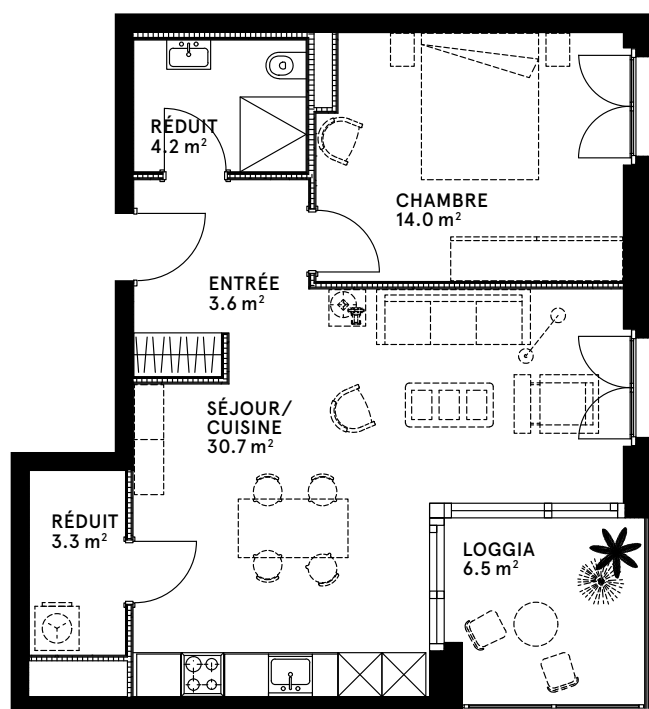 RÉDUIT
4.2 m²
CHAMBRE
14.0 m²
ENTRÉE
3.6 m²
SÉJOUR/
CUISINE
30.7 m²
RÉDUIT
3.3 m²
LOGGIA
6.5 m²